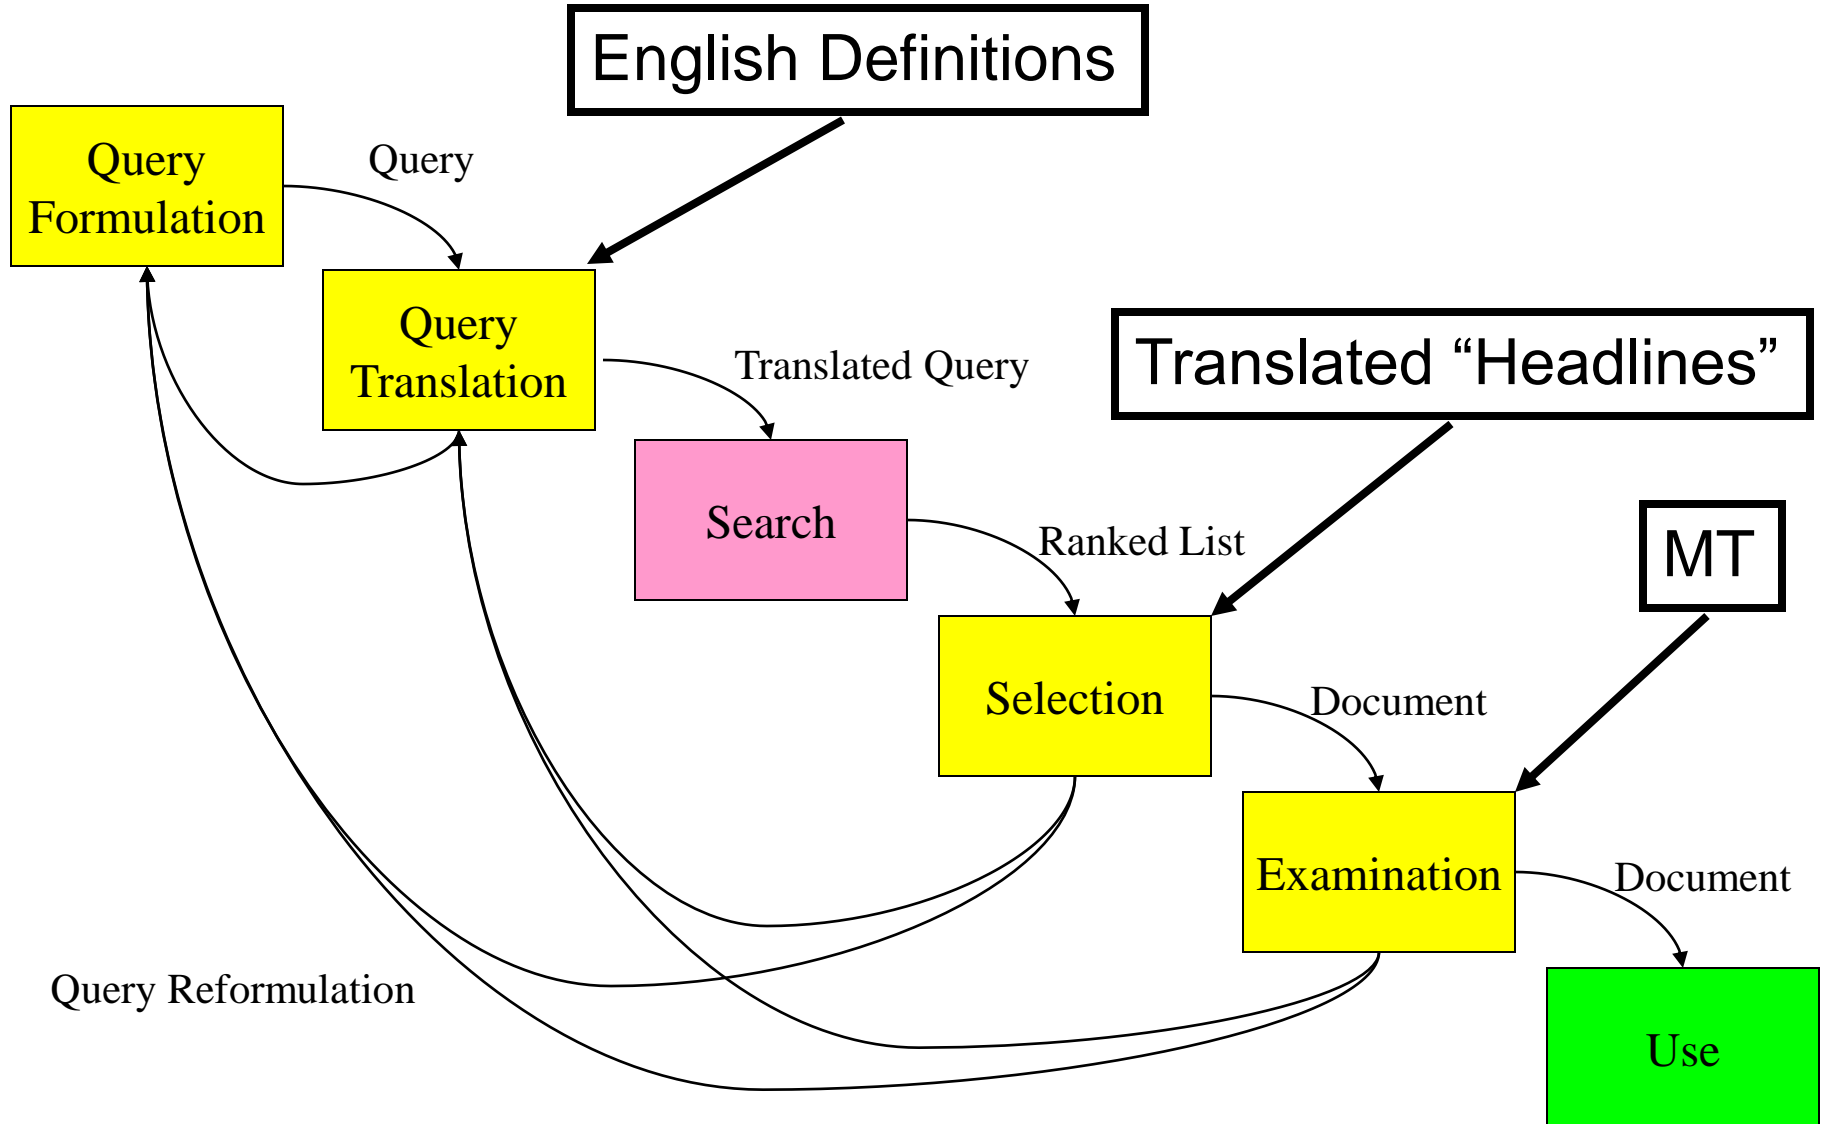 English Definitions
Query
Formulation
Query
Query
Translation
Translated Query
Translated “Headlines”
Search
Ranked List
MT
Selection
Document
Examination
Document
Query Reformulation
Use